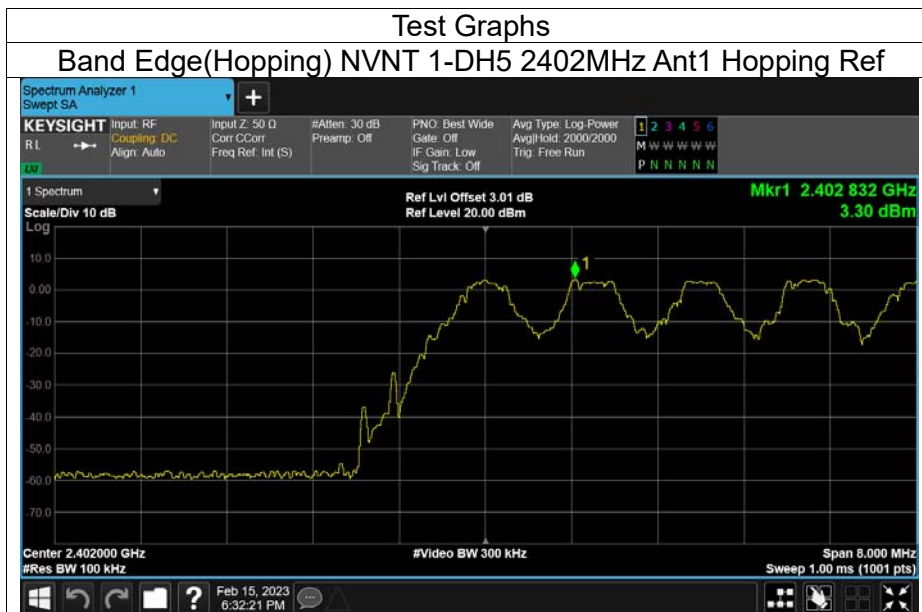 Test Graphs
Band Edge(Hopping) NVNT 1-DH5 2402MHz Ant1 Hopping Ref
Spectrum Analyzer 1
Swept SA
+
KEYSIGHT Input: RF Input Z: 50 Ω #Atten: 30 dB PNO: Best Wide Avg Type: Log-Power 1 2 3 4 5 6
R L Coupling: DC Corr CCorr Preamp: Off Gate: Off Avg|Hold: 2000/2000 M W W W W W
Align: Auto Freq Ref: Int (S) IF Gain: Low Trig: Free Run
Sig Track: Off P N N N N N
LXI
1 Spectrum Ref Lvl Offset 3.01 dB Mkr1 2.402 832 GHz
Scale/Div 10 dB Ref Level 20.00 dBm 3.30 dBm
Log
10.0
1
0.00
-10.0
-20.0
-30.0
-40.0
-50.0
-60.0
-70.0
Center 2.402000 GHz #Video BW 300 kHz Span 8.000 MHz
#Res BW 100 kHz Sweep 1.00 ms (1001 pts)
? Feb 15, 2023
6:32:21 PM